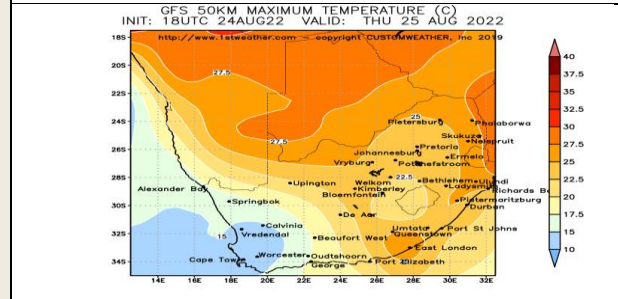 GFS 50KM MAXIMUM TEMPERATURE (C)
INIT: 18UTC 24AUG22 VALID: THU 25 AUG 2022
http://www.1stweather.com - copyright CUSTOMWEATHER, Inc 2019
18S
20S
22S
24S
26S
28S
30S
32S
34S
27.5
27.5
25
22.5
15
Pietersburg
Phalaborwa
Skukuza
Nelspruit
Pretoria
Johannesburg
Ermelo
Vryburg
Potchefstroom
Welkom
Bethlehem
Ulundi
Upington
Kimberley
Ladysmith
Richards B
Alexander Bay
Bloemfontein
Springbok
Pietermaritzburg
Durban
De Aar
Calvinia
Vredendal
Umtata
Port St Johns
Queenstown
Beaufort West
East London
Cape Town
Worcester
Oudtshoorn
George
Port Elizabeth
14E 16E 18E 20E 22E 24E 26E 28E 30E 32E
40
37.5
35
32.5
30
27.5
25
22.5
20
17.5
15
10